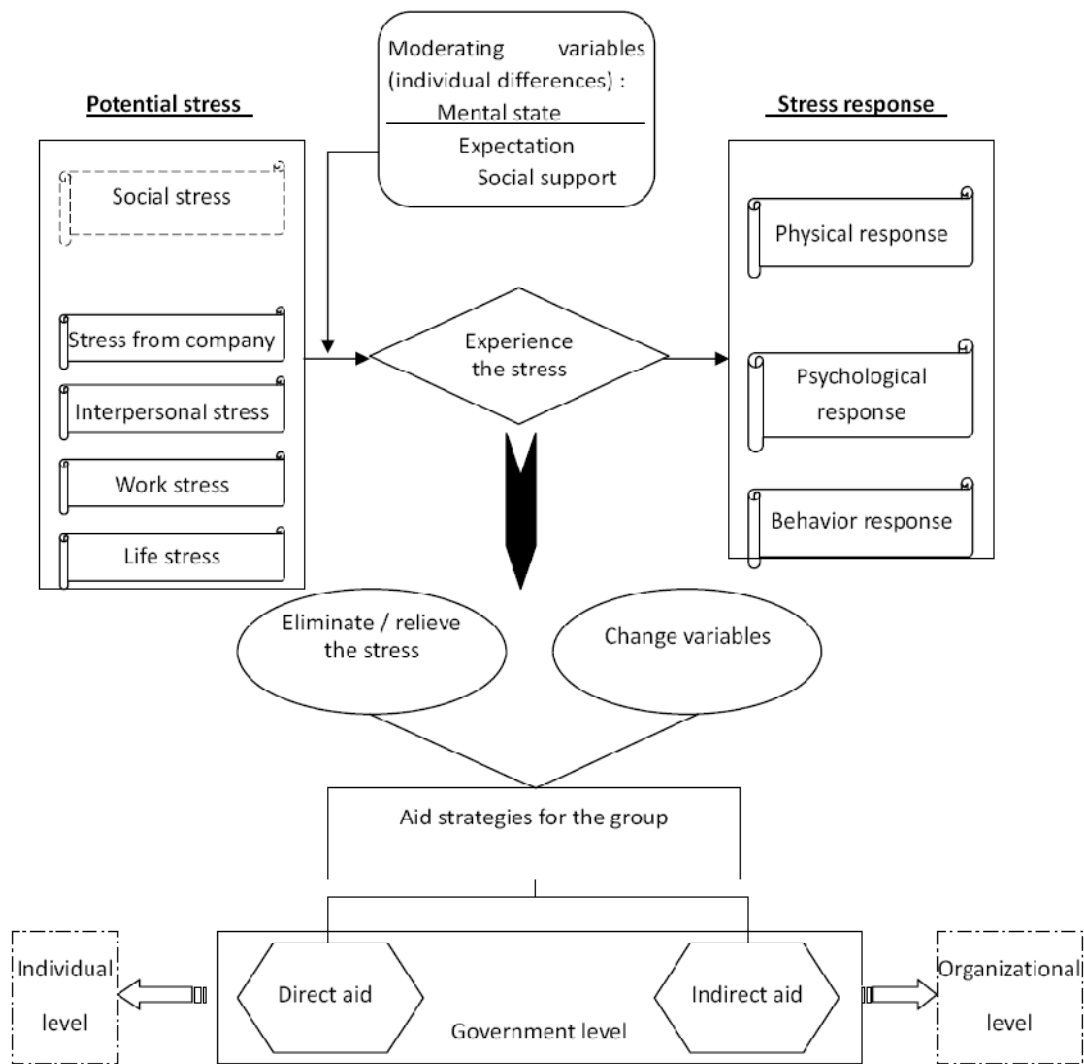 Moderating variables
(individual differences) :
Mental state
Expectation
Social support
Potential stress
Stress response
Social stress
Stress from company
Interpersonal stress
Work stress
Life stress
Experience
the stress
Physical response
Psychological
response
Behavior response
Eliminate / relieve
the stress
Change variables
Aid strategies for the group
Individual
level
Direct aid
Indirect aid
Government level
Organizational
level